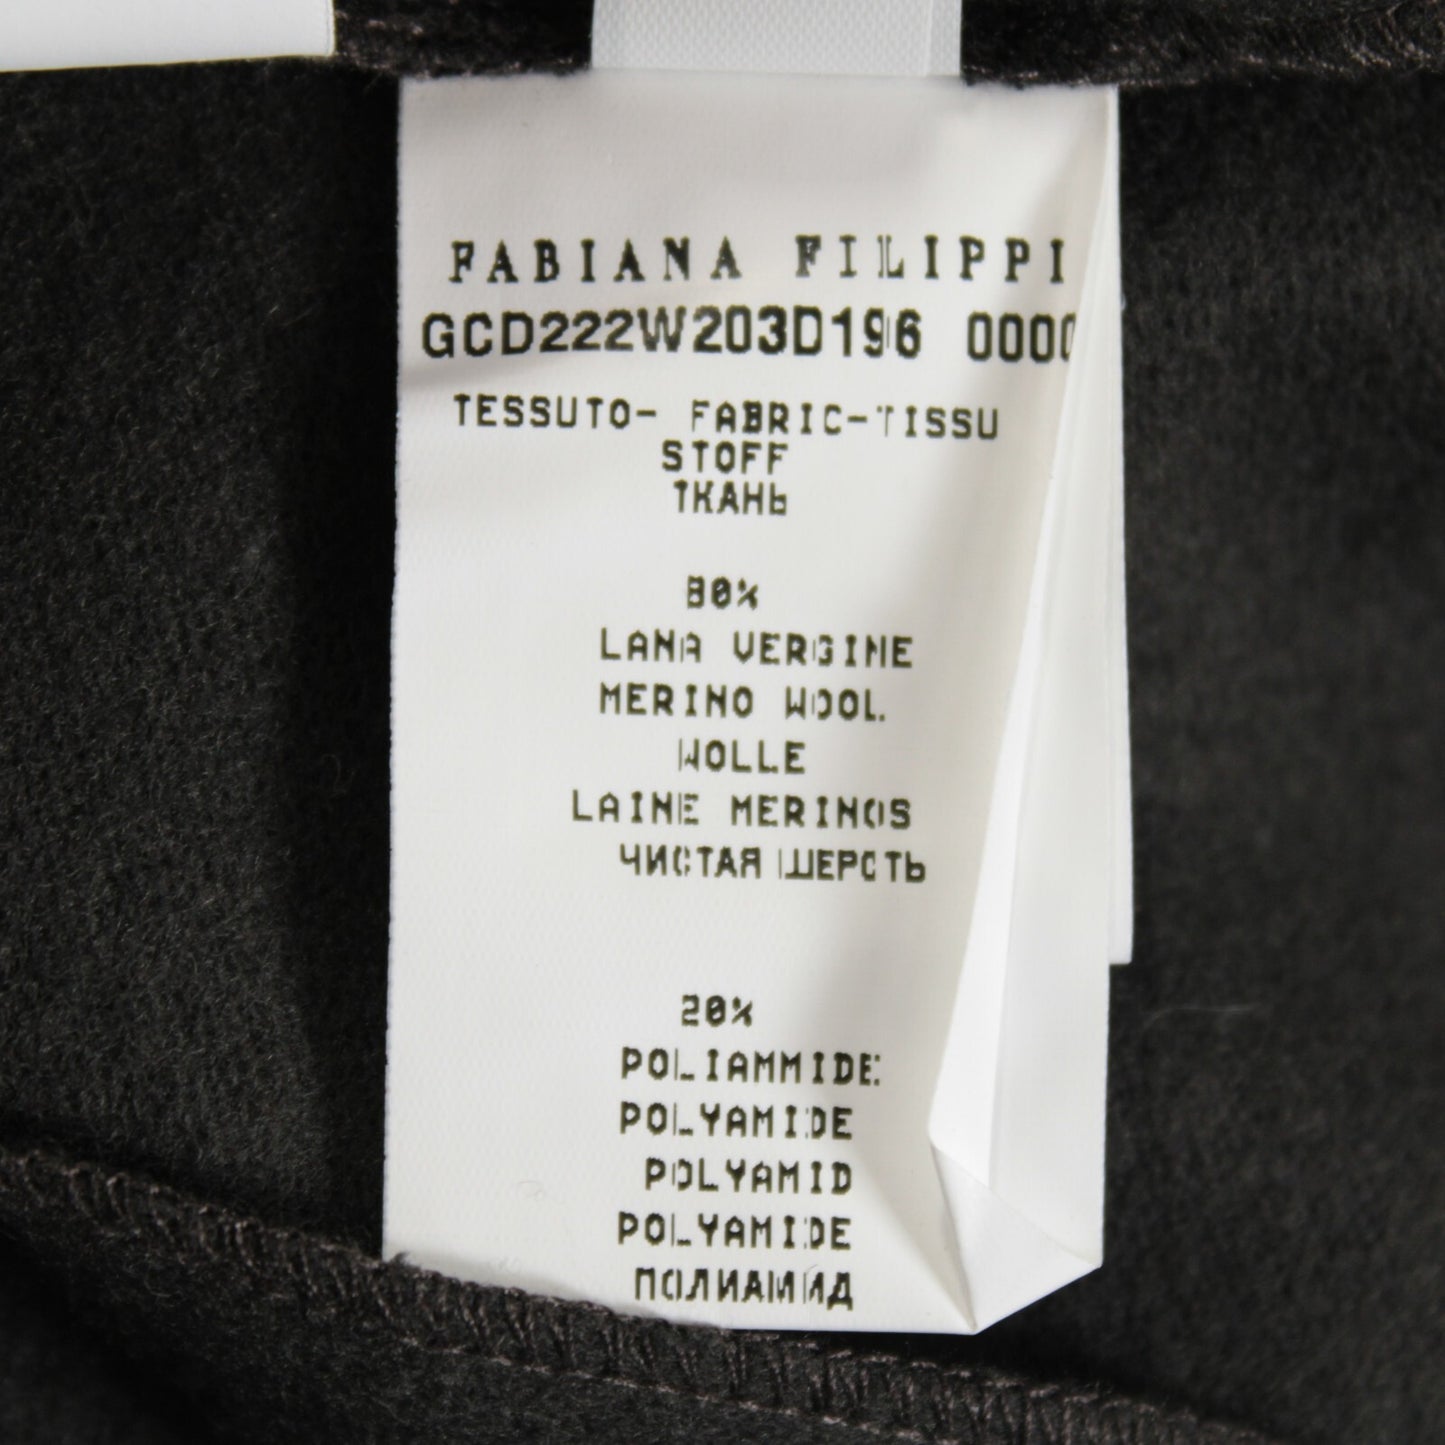 FABIANA FILIPPI
GCD222W203D196 0000
TESSUTO- FABRIC-TISSU
STOFF
ТКАНЬ
80%
LANA VERGINE
MERINO WOOL
WOLLE
LAINE MERINOS
ЧИСТАЯ ШЕРСТЬ
20%
POLIAMMIDE
POLYAMIDE
POLYAMID
POLYAMIDE
ПОЛИАМИД